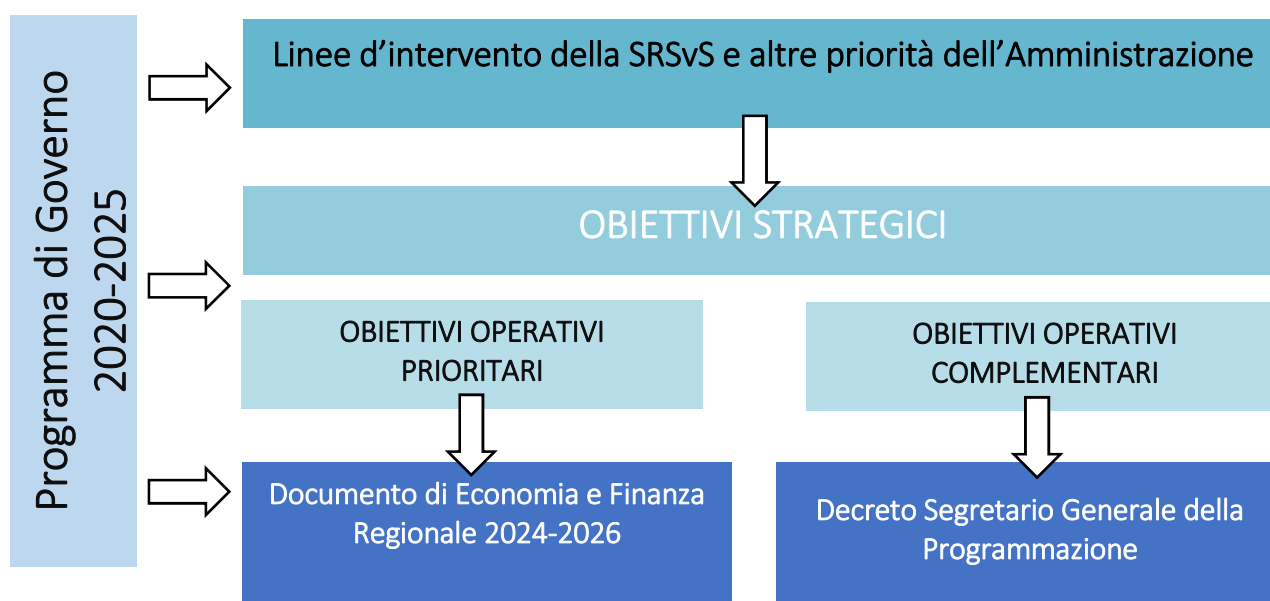 Programma di Governo
2020-2025
Linee d’intervento della SRSvS e altre priorità dell’Amministrazione
OBIETTIVI STRATEGICI
OBIETTIVI OPERATIVI
PRIORITARI
OBIETTIVI OPERATIVI
COMPLEMENTARI
Documento di Economia e Finanza
Regionale 2024-2026
Decreto Segretario Generale della
Programmazione